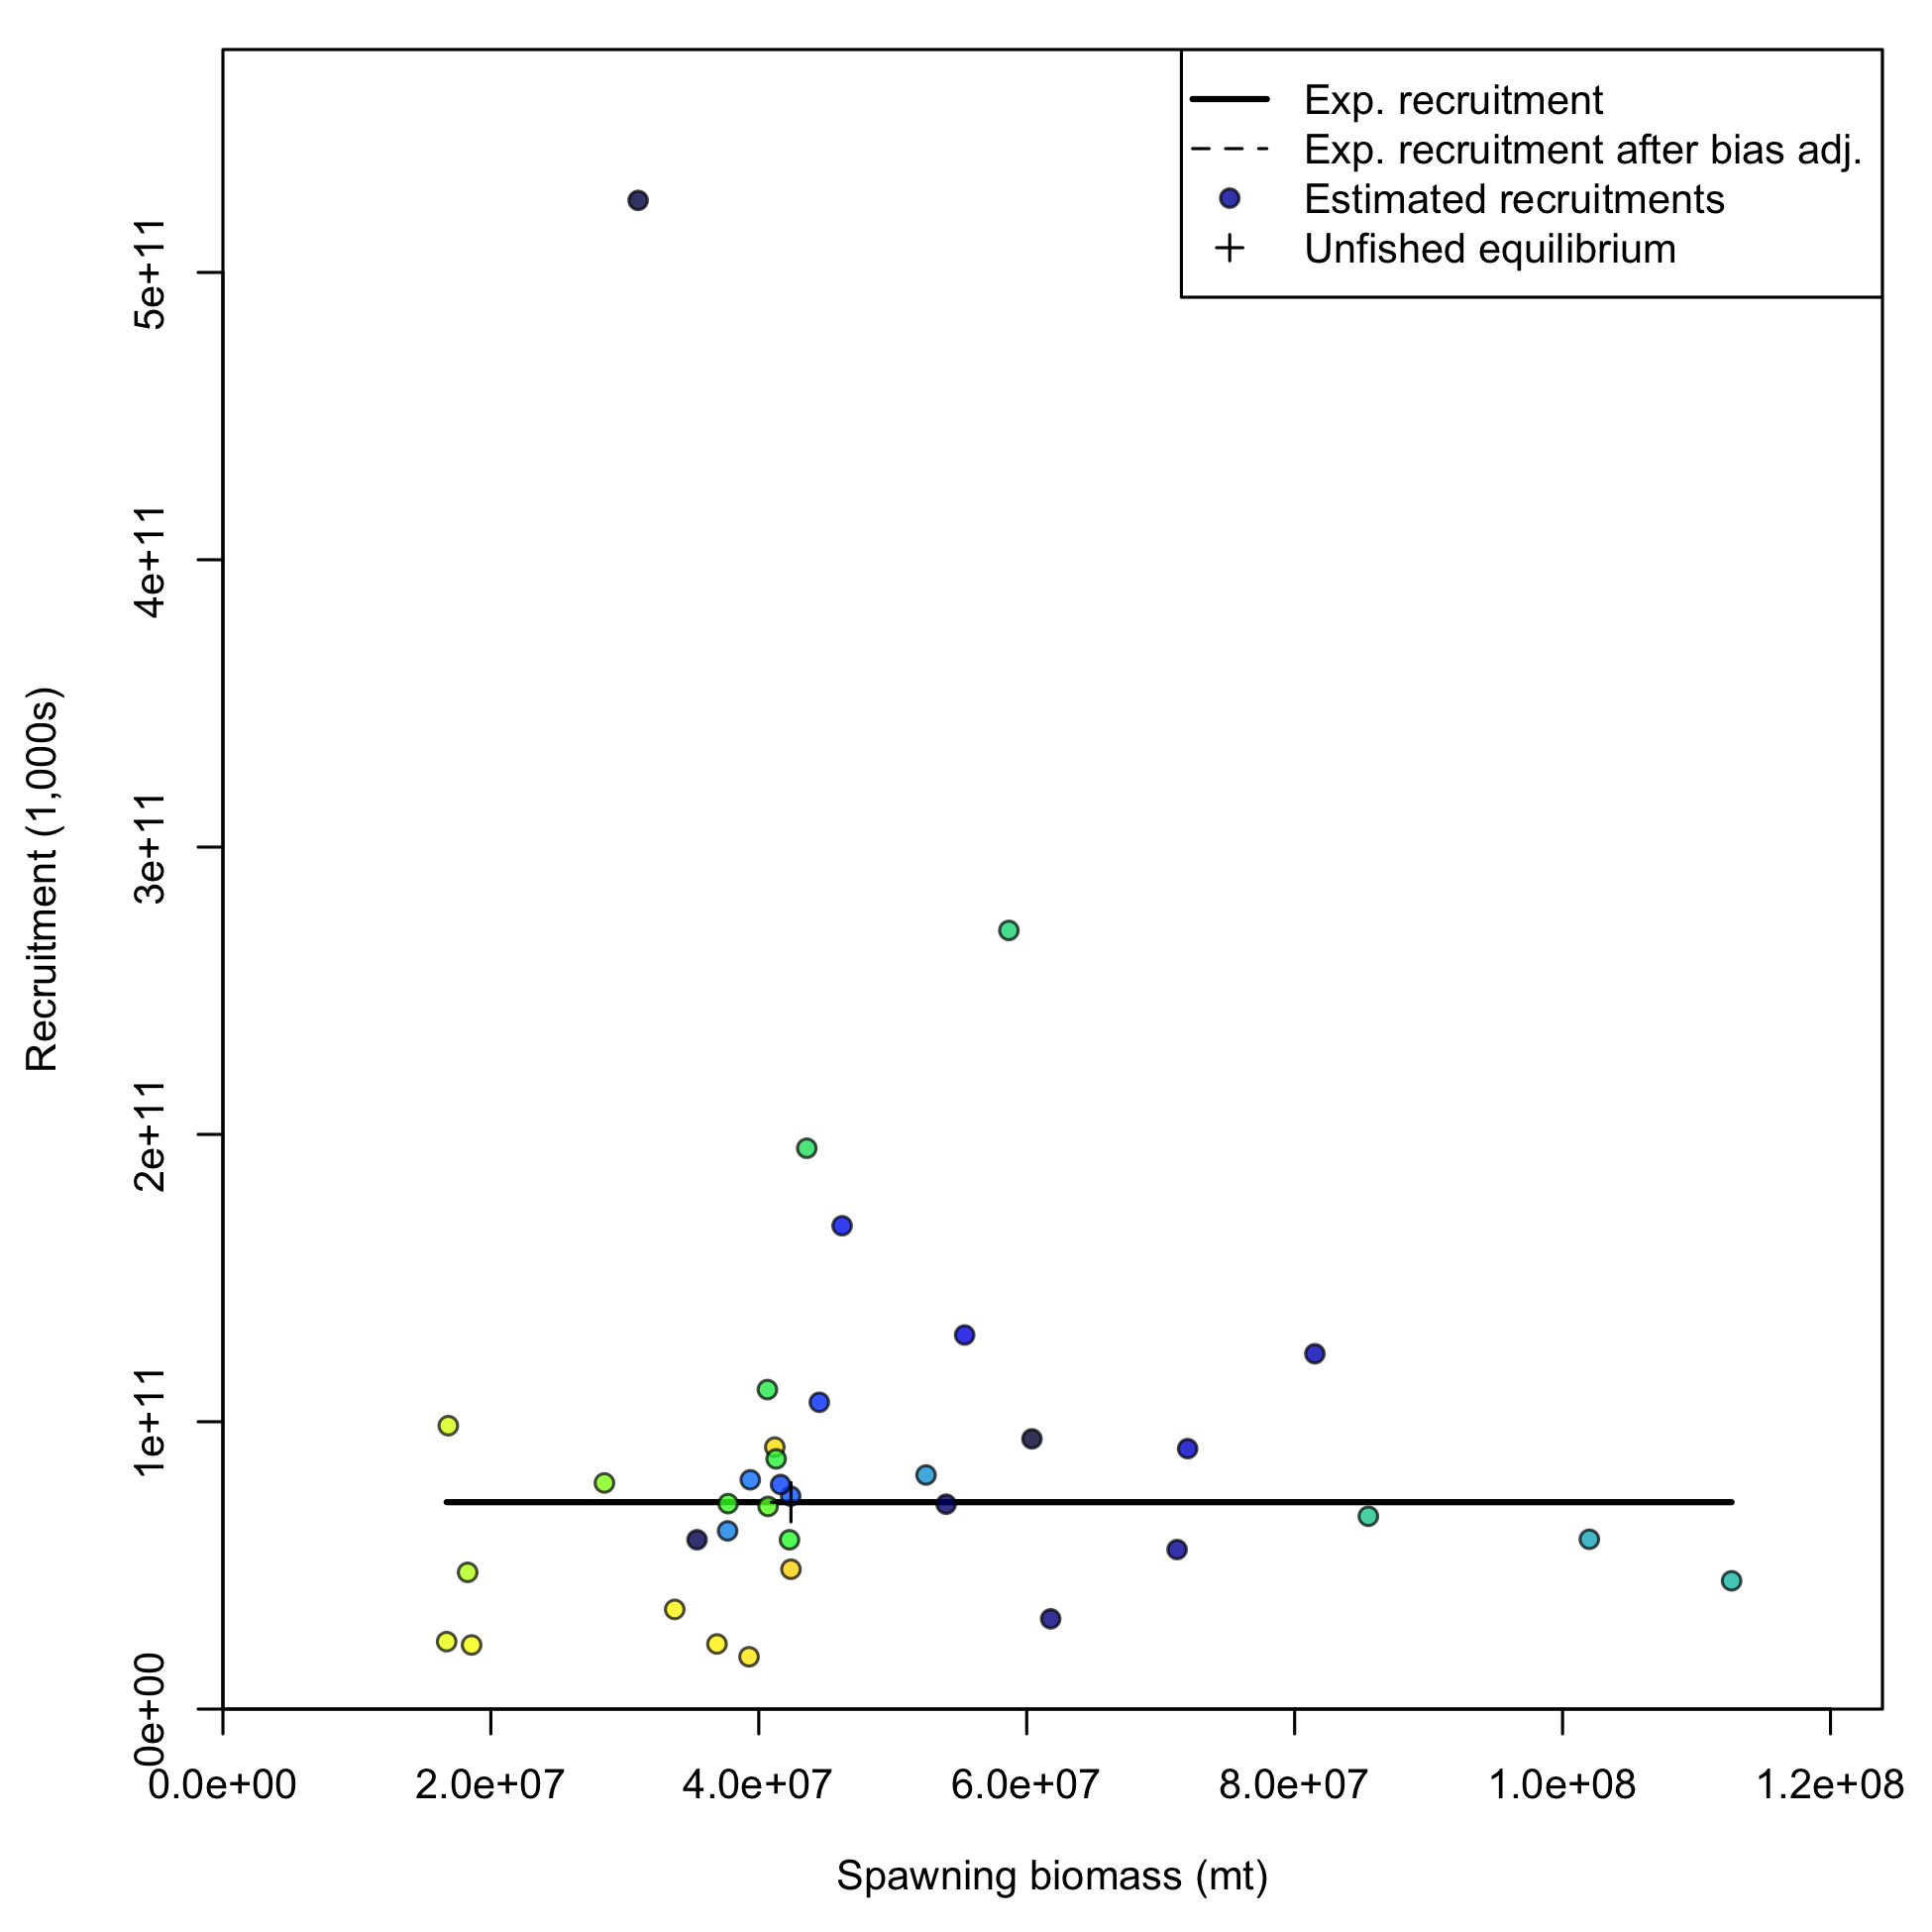 Exp. recruitment
Exp. recruitment after bias adj.
Estimated recruitments
Unfished equilibrium
Recruitment (1,000s)
5e+11
4e+11
3e+11
2e+11
1e+11
0e+00
0.0e+00 2.0e+07 4.0e+07 6.0e+07 8.0e+07 1.0e+08 1.2e+08
Spawning biomass (mt)